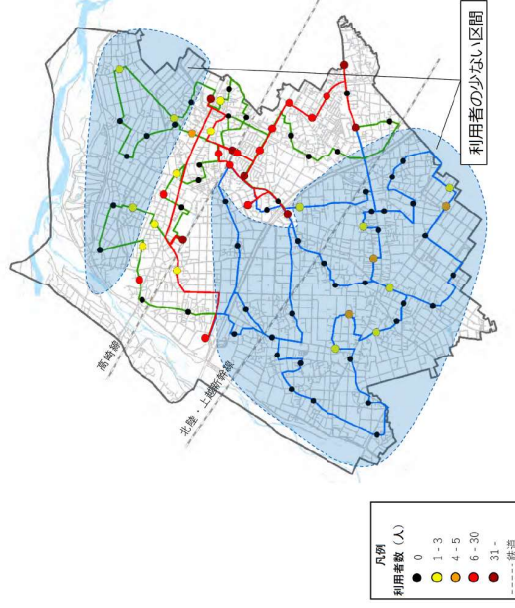 利用者の少ない区間
高崎線
北陸・上越新幹線
凡例
利用者数（人）
0
1 - 3
4 - 5
6 - 30
31 -
鉄道